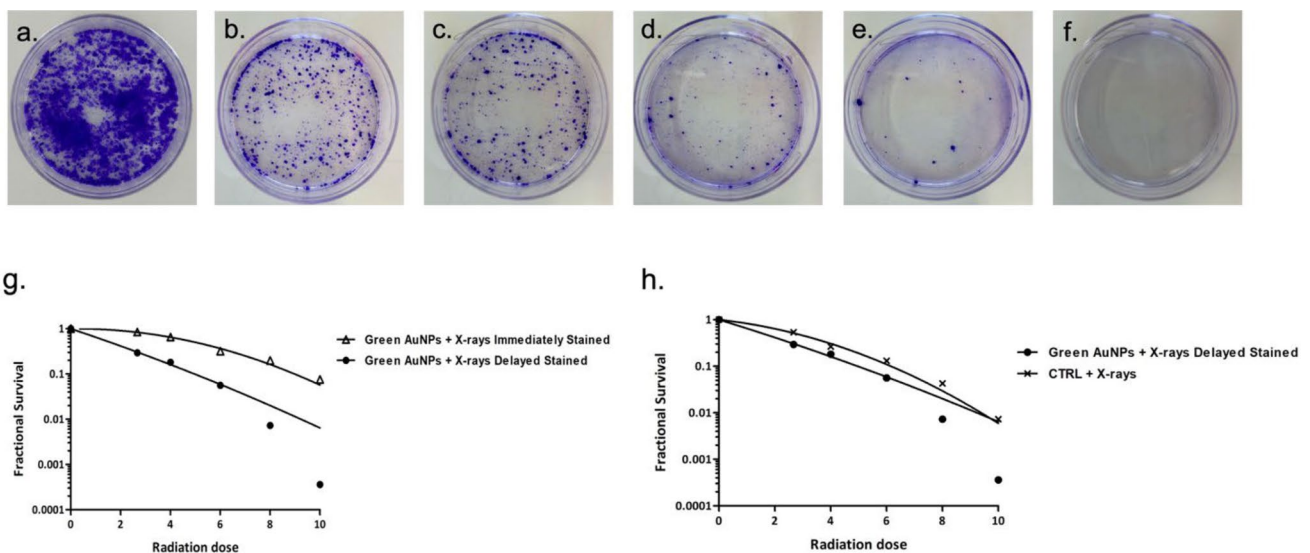 a. b. c. d. e. f.
g. h.
1 0.1 0.01 0.001 0.0001
Fractional Survival
0 2 4 6 8 10
Radiation dose
Green AuNPs + X-rays Immediately Stained
Green AuNPs + X-rays Delayed Stained
1 0.1 0.01 0.001 0.0001
Fractional Survival
0 2 4 6 8 10
Radiation dose
Green AuNPs + X-rays Delayed Stained
CTRL + X-rays